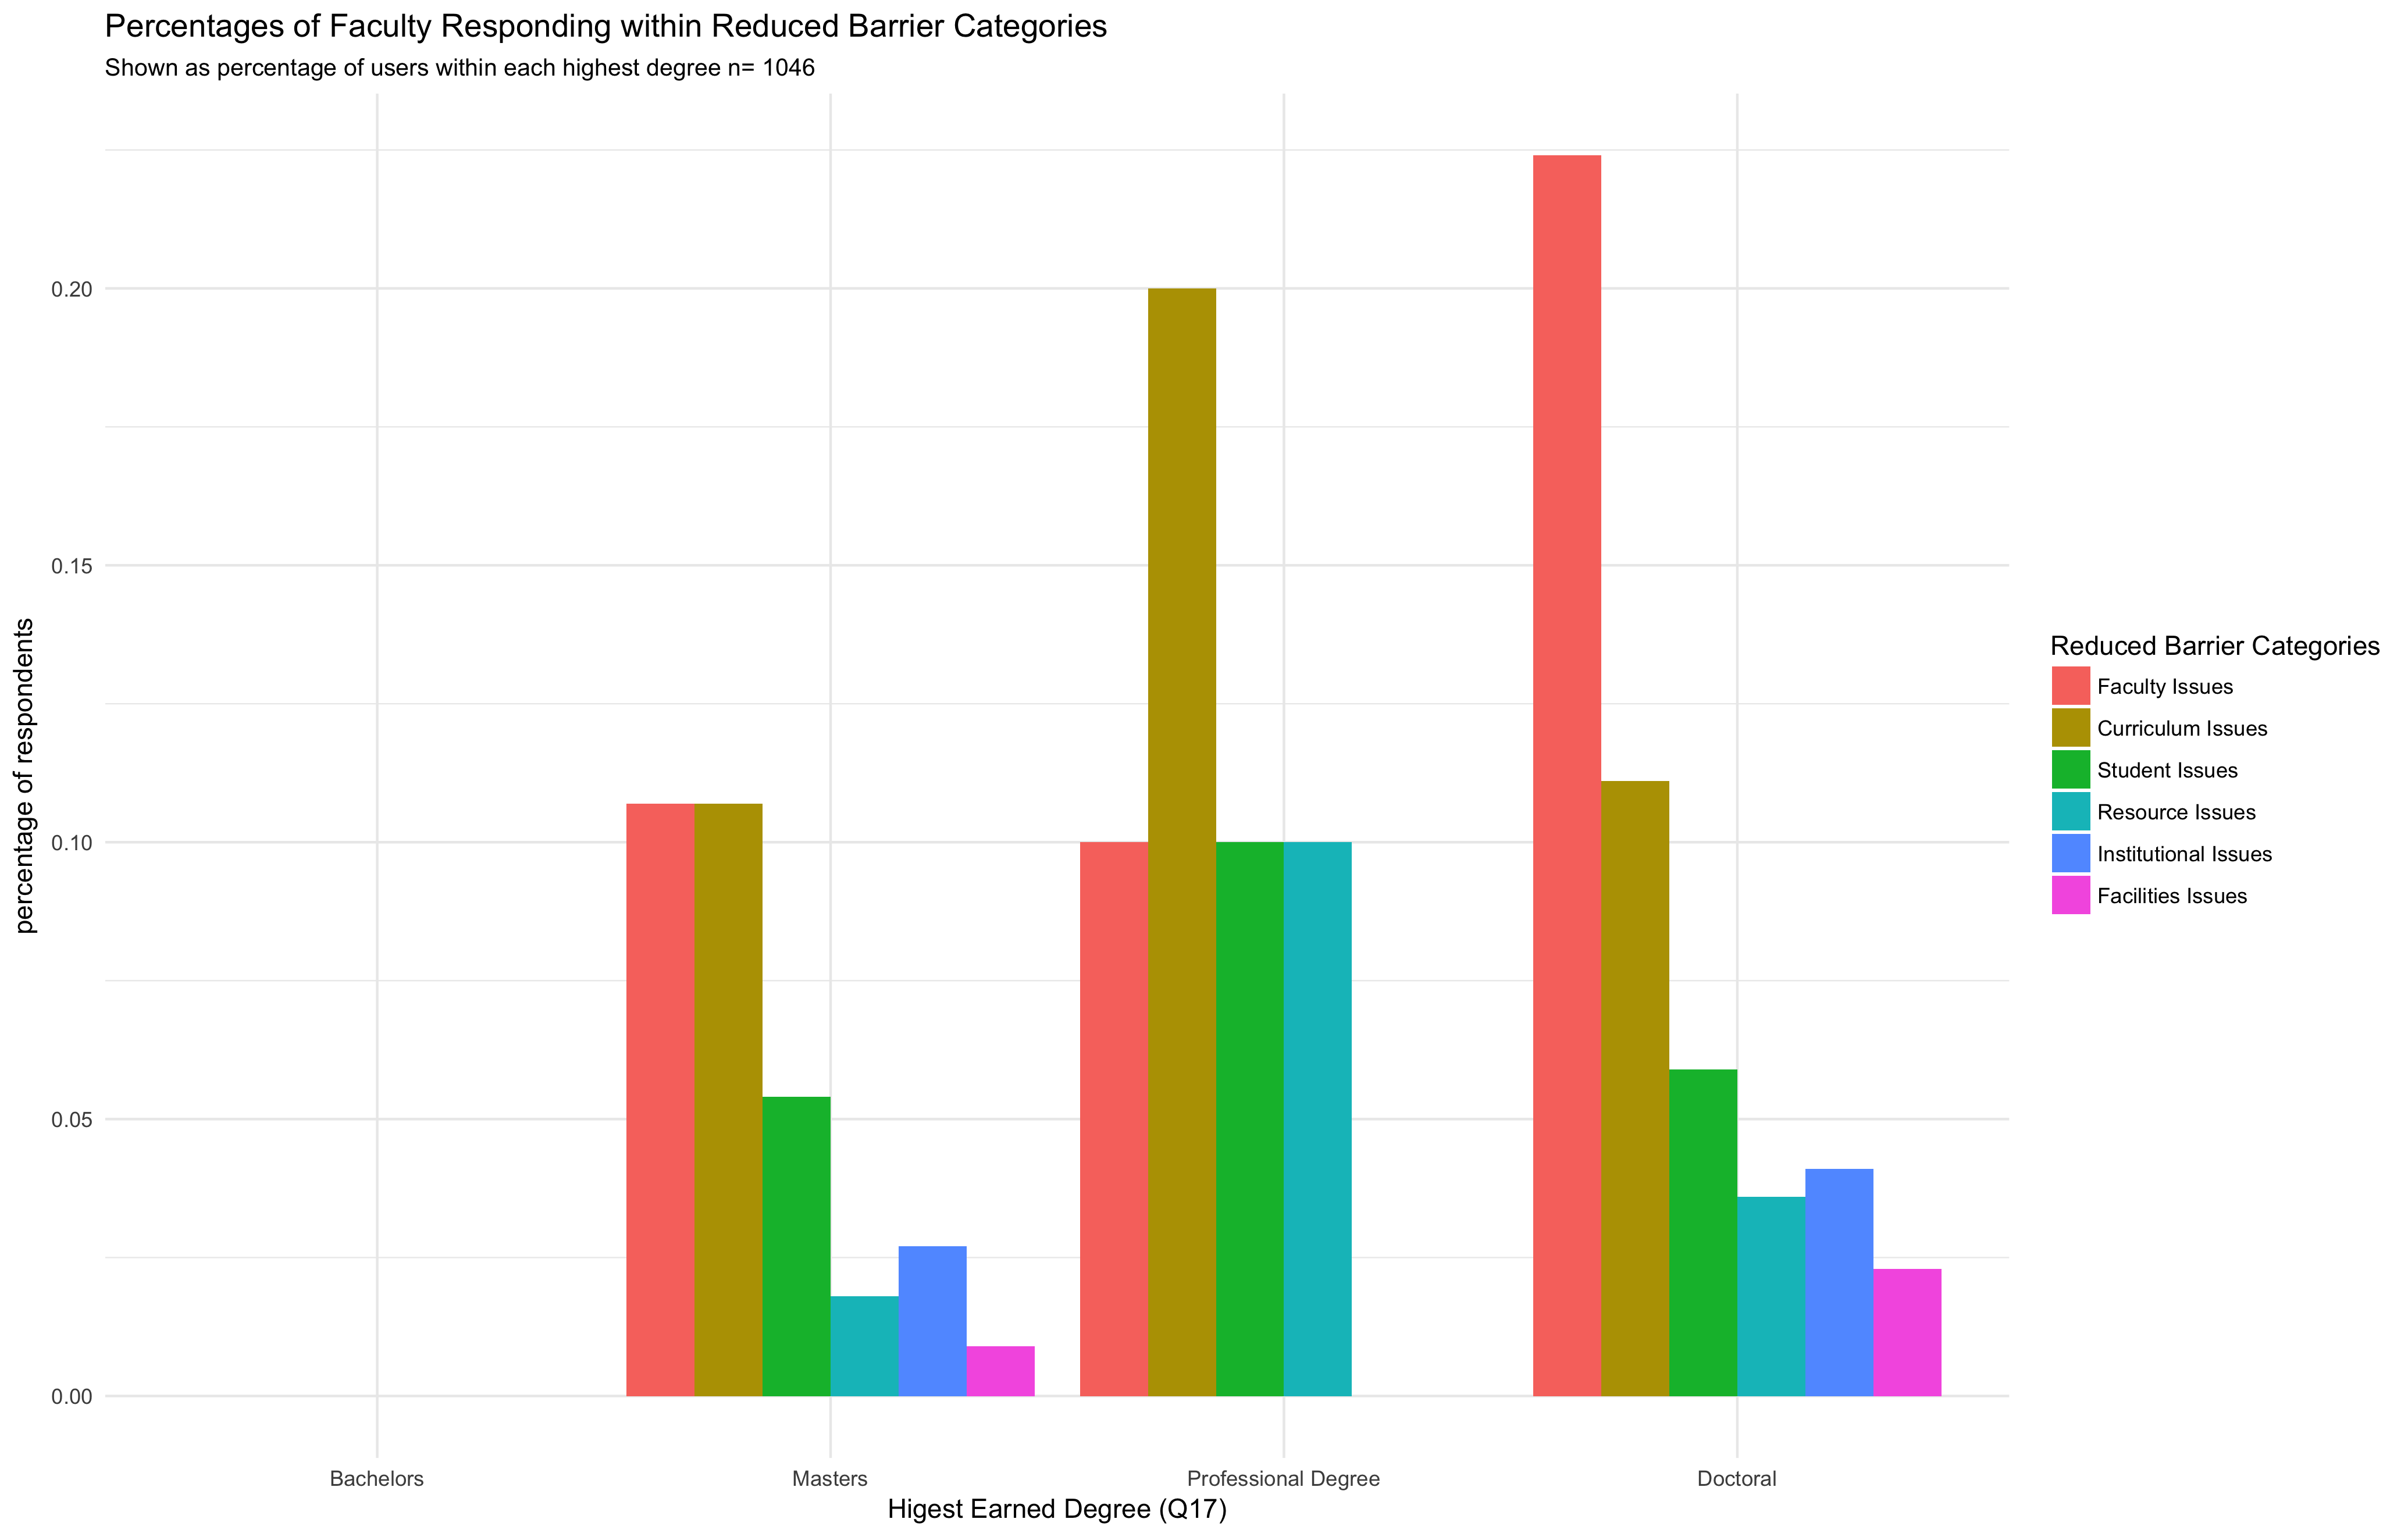 Percentages of Faculty Responding within Reduced Barrier Categories
Shown as percentage of users within each highest degree n= 1046
percentage of respondents
0.20
0.15
0.10
0.05
0.00
Bachelors
Masters
Professional Degree
Doctoral
Higest Earned Degree (Q17)
Reduced Barrier Categories
Faculty Issues
Curriculum Issues
Student Issues
Resource Issues
Institutional Issues
Facilities Issues